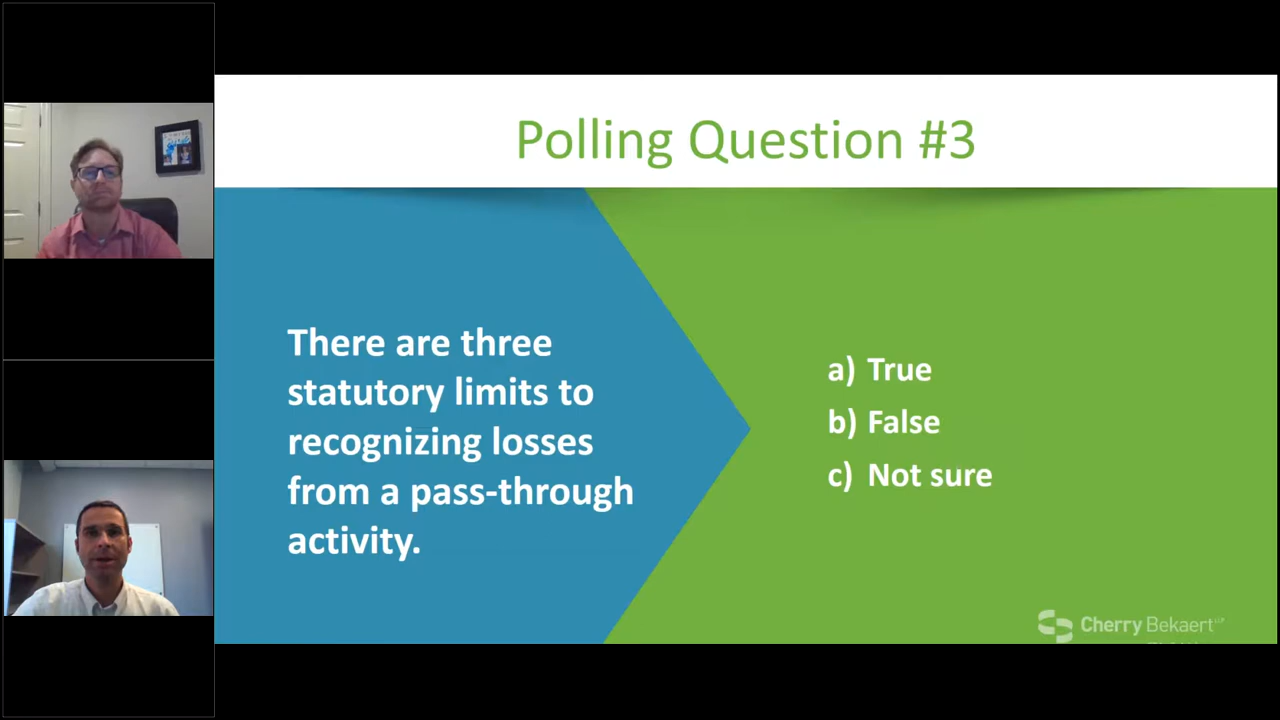 Polling Question #3
There are three
statutory limits to
recognizing losses
from a pass-through
activity.
a) True
b) False
c) Not sure
Cherry Bekaert LLP